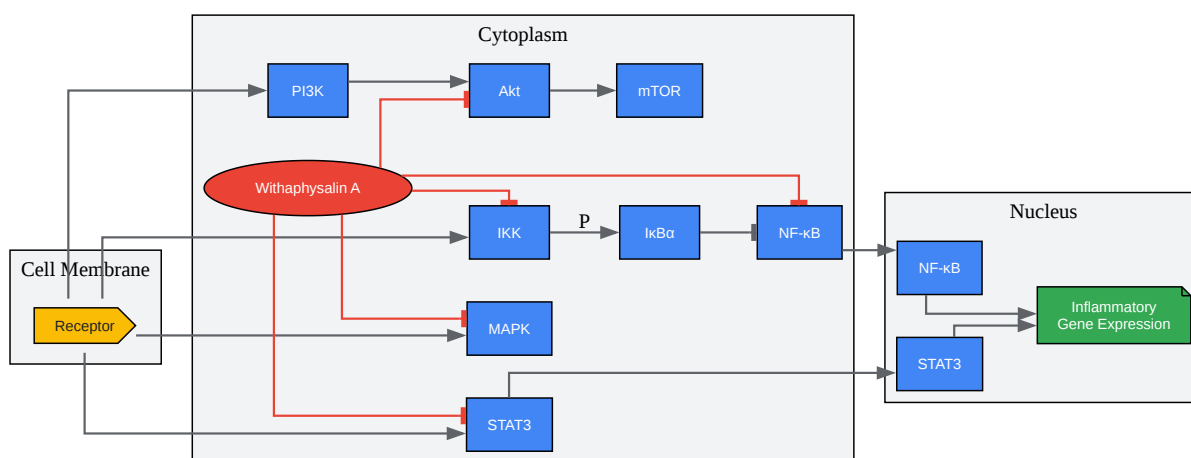 Cytoplasm
PI3K
Akt
mTOR
Withaphysalin A
P
IKK
IκBα
NF-κB
Nucleus
NF-κB
Cell Membrane
Receptor
MAPK
Inflammatory
Gene Expression
STAT3
STAT3